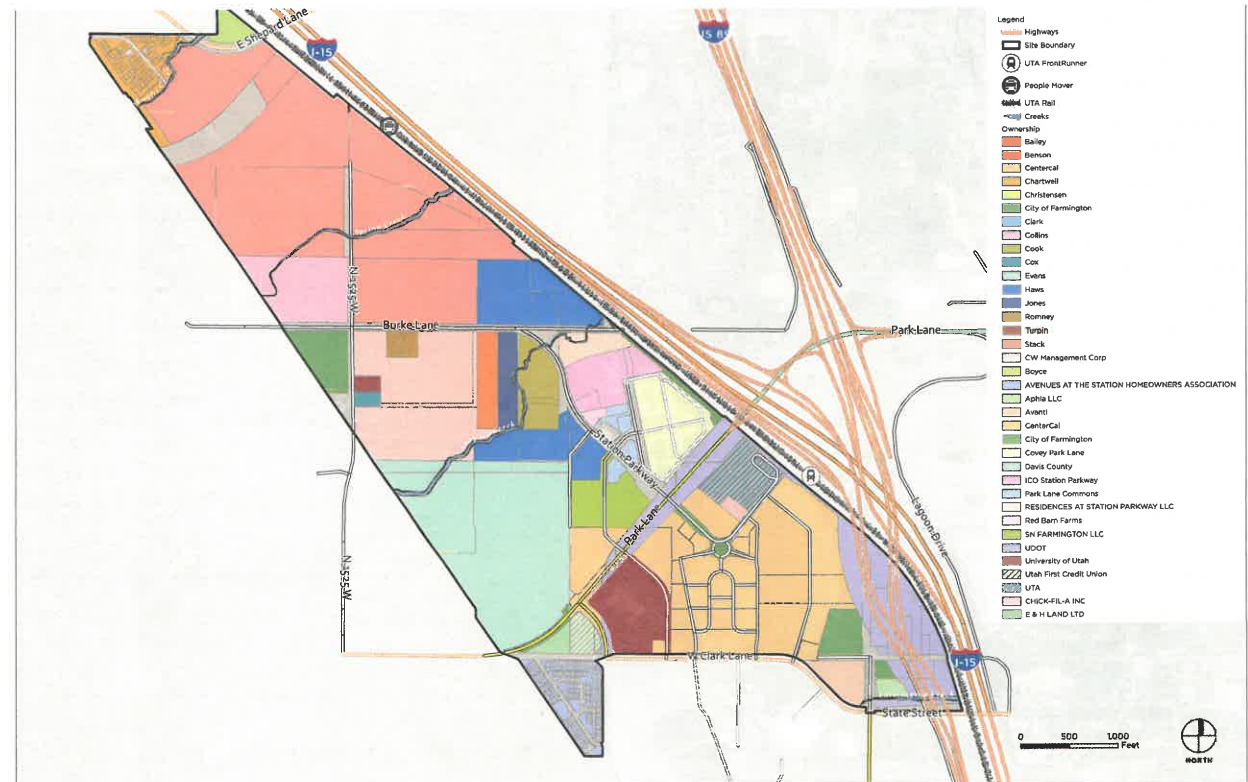 E Shepard Lane
I-15
US 89
N 1525 W
Burke Lane
Park Lane
Station Parkway
Park Lane
Lagoon Drive
N 1525 W
W Clark Lane
I-15
State Street
Legend
Highways
Site Boundary
UTA FrontRunner
People Mover
UTA Rail
Creeks
Ownership
Bailey
Benson
Centercal
Chartwell
Christensen
City of Farmington
Clark
Collins
Cook
Cox
Evans
Haws
Jones
Romney
Turpin
Stack
CW Management Corp
Boyce
AVENUES AT THE STATION HOMEOWNERS ASSOCIATION
Aphia LLC
Avanti
CenterCal
City of Farmington
Covey Park Lane
Davis County
ICO Station Parkway
Park Lane Commons
RESIDENCES AT STATION PARKWAY LLC
Red Barn Farms
SN FARMINGTON LLC
UDOT
University of Utah
Utah First Credit Union
UTA
CHICK-FIL-A INC
E & H LAND LTD
0 500 1,000
Feet
NORTH